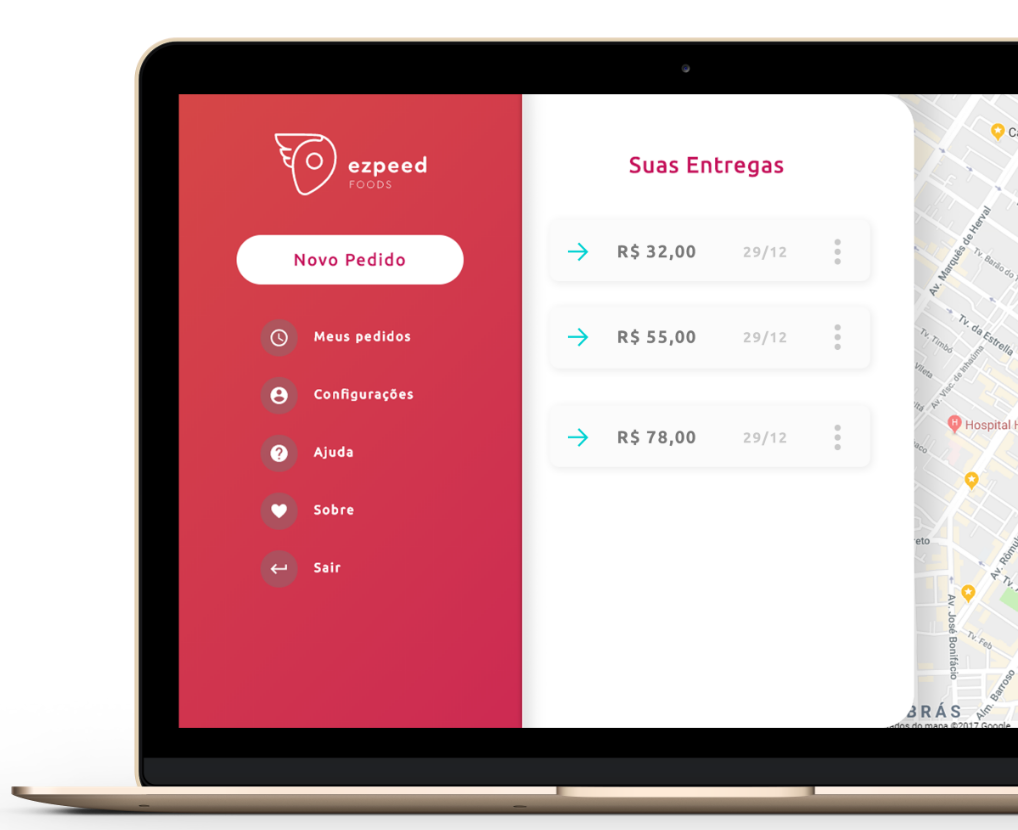 ezpeed
FOODS
Novo Pedido
Meus pedidos
Configurações
Ajuda
Sobre
Sair
Suas Entregas
R$ 32,00 29/12
R$ 55,00 29/12
R$ 78,00 29/12
Av. Marquês de Herval
Tv. Barão do
Tv. da Estrella
Tv. Timbó
Vileta
Av. Visc. de Inhaúma
Hospital
Av. Rômulo
Av. José Bonifácio
Tv. Feb
Alm. Barroso
BRÁS
do mapa ©2017 Google